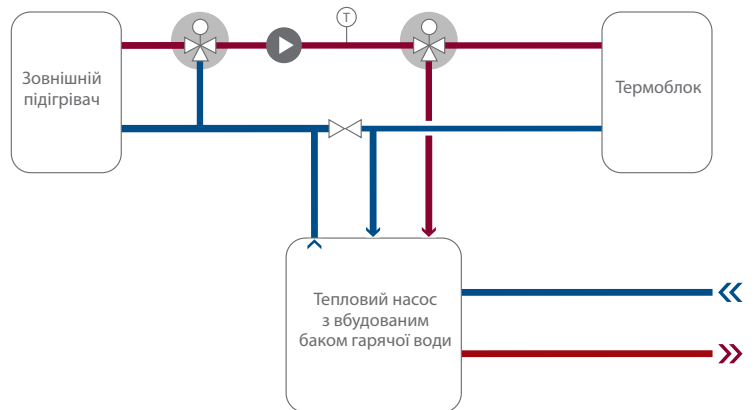 T
Зовнішній
підігрівач
Термоблок
Тепловий насос
з вбудованим
баком гарячої води